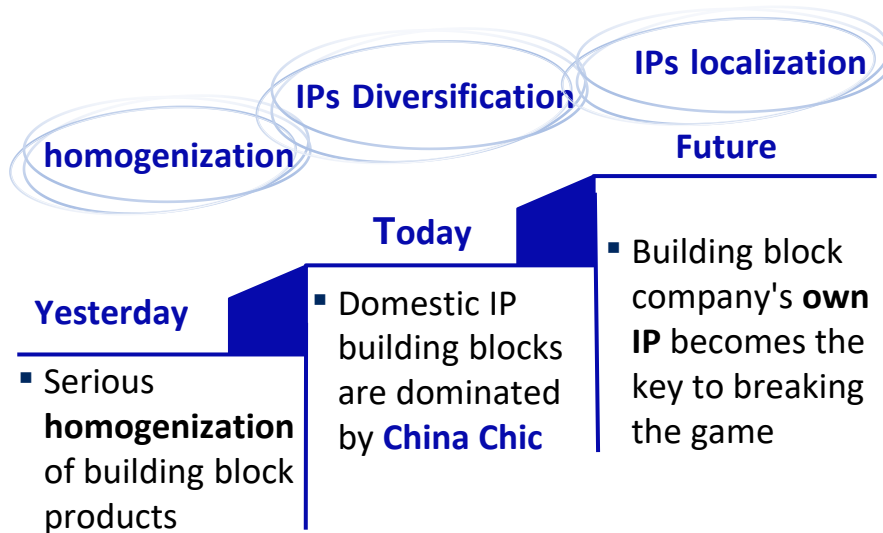 homogenization
IPs Diversification
IPs localization
Yesterday
▪ Serious
homogenization
of building block
products
Today
▪ Domestic IP
building blocks
are dominated
by China Chic
Future
▪ Building block
company's own
IP becomes the
key to breaking
the game